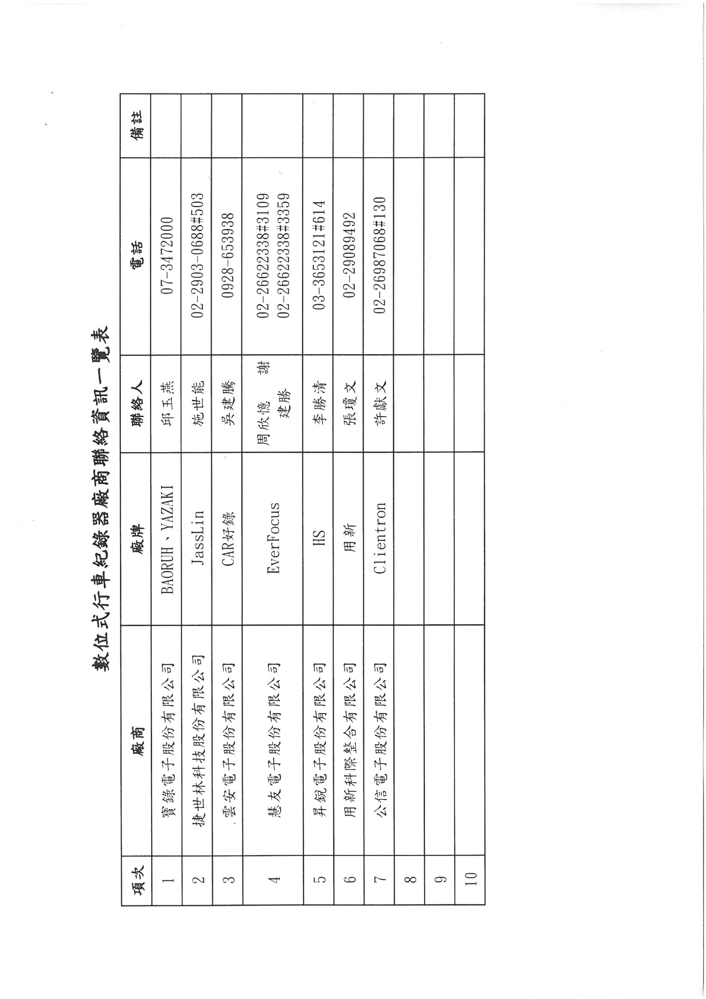 數位式行車紀錄器廠商聯絡資訊一覽表
項次 廠商 廠牌 聯絡人 電話 備註
1 寶錄電子股份有限公司 BAORUH、YAZAKI 邱玉燕 07-3472000
2 捷世林科技股份有限公司 JassLin 施世能 02-2903-0688#503
3 雲安電子股份有限公司 CAR好錄 吳建騰 0928-653938
4 慧友電子股份有限公司 EverFocus 周欣憶 謝 02-26622338#3109
建勝 02-26622338#3359
5 昇銳電子股份有限公司 HS 李勝清 03-3653121#614
6 用新科際整合有限公司 用新 張瓊文 02-29089492
7 公信電子股份有限公司 Clientron 許獻文 02-26987068#130
8
9
10